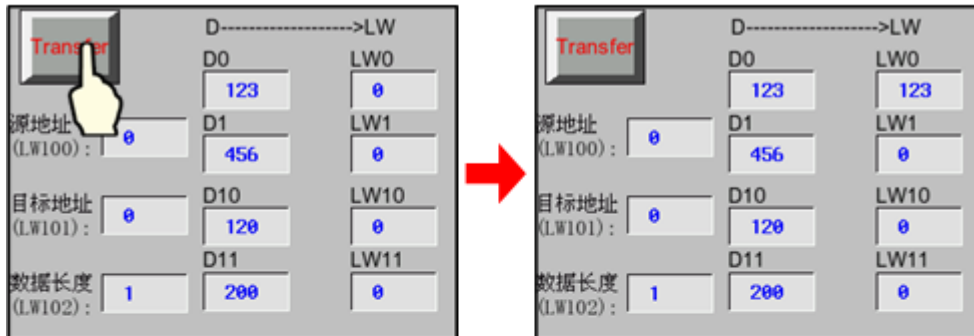 D-------------------->LW
Transfer
D0 LW0
123 0
源地址 D1 LW1
(LW100): 0
456 0
目标地址 D10 LW10
(LW101): 0
120 0
D11 LW11
数据长度
(LW102): 1 200 0
D-------------------->LW
Transfer
D0 LW0
123 123
源地址 D1 LW1
(LW100): 0
456 0
目标地址 D10 LW10
(LW101): 0
120 0
D11 LW11
数据长度
(LW102): 1 200 0